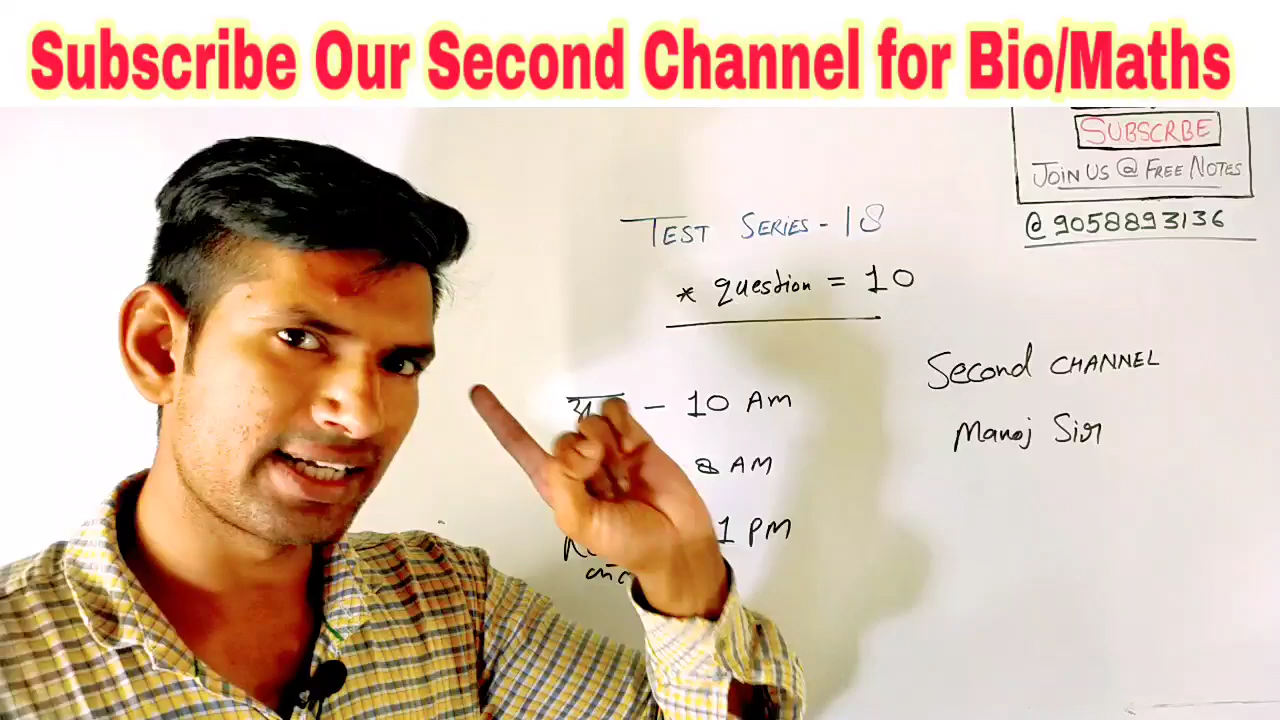 Subscribe Our Second Channel for Bio/Maths
SUBSCRBE
JOIN US @ FREE NOTES
@ 9058893136
TEST SERIES - 18
* question = 10
- 10 AM
8 AM
1 PM
Second CHANNEL
Manoj Sir